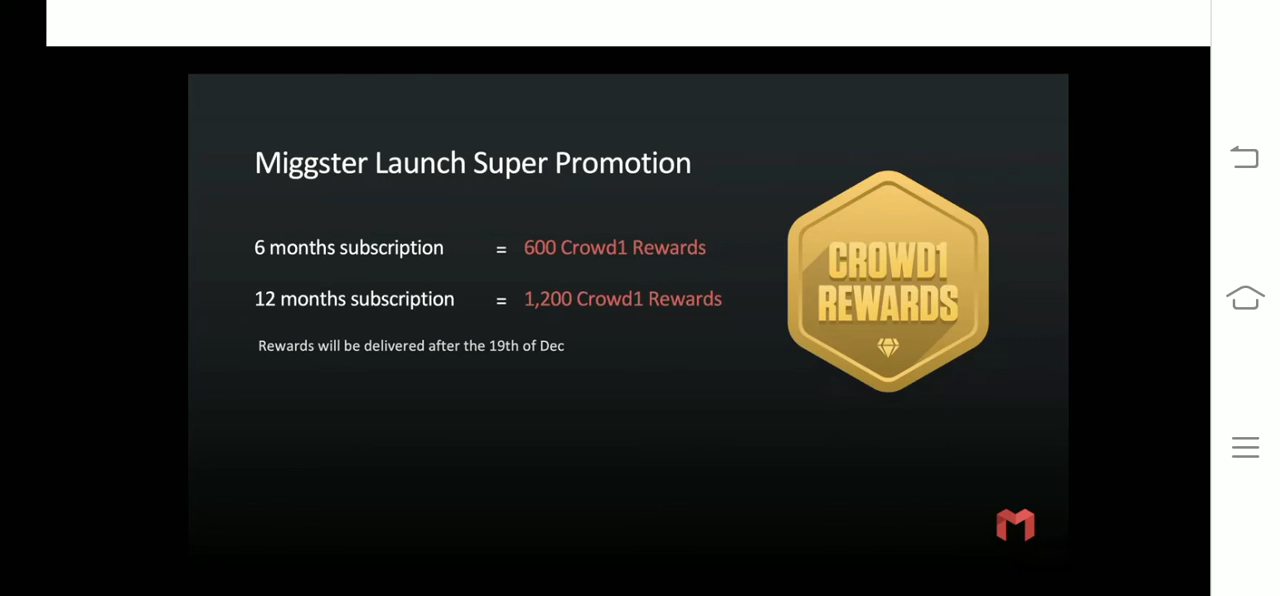 Miggster Launch Super Promotion
6 months subscription = 600 Crowd1 Rewards
12 months subscription = 1,200 Crowd1 Rewards
Rewards will be delivered after the 19th of Dec
CROWD1
REWARDS